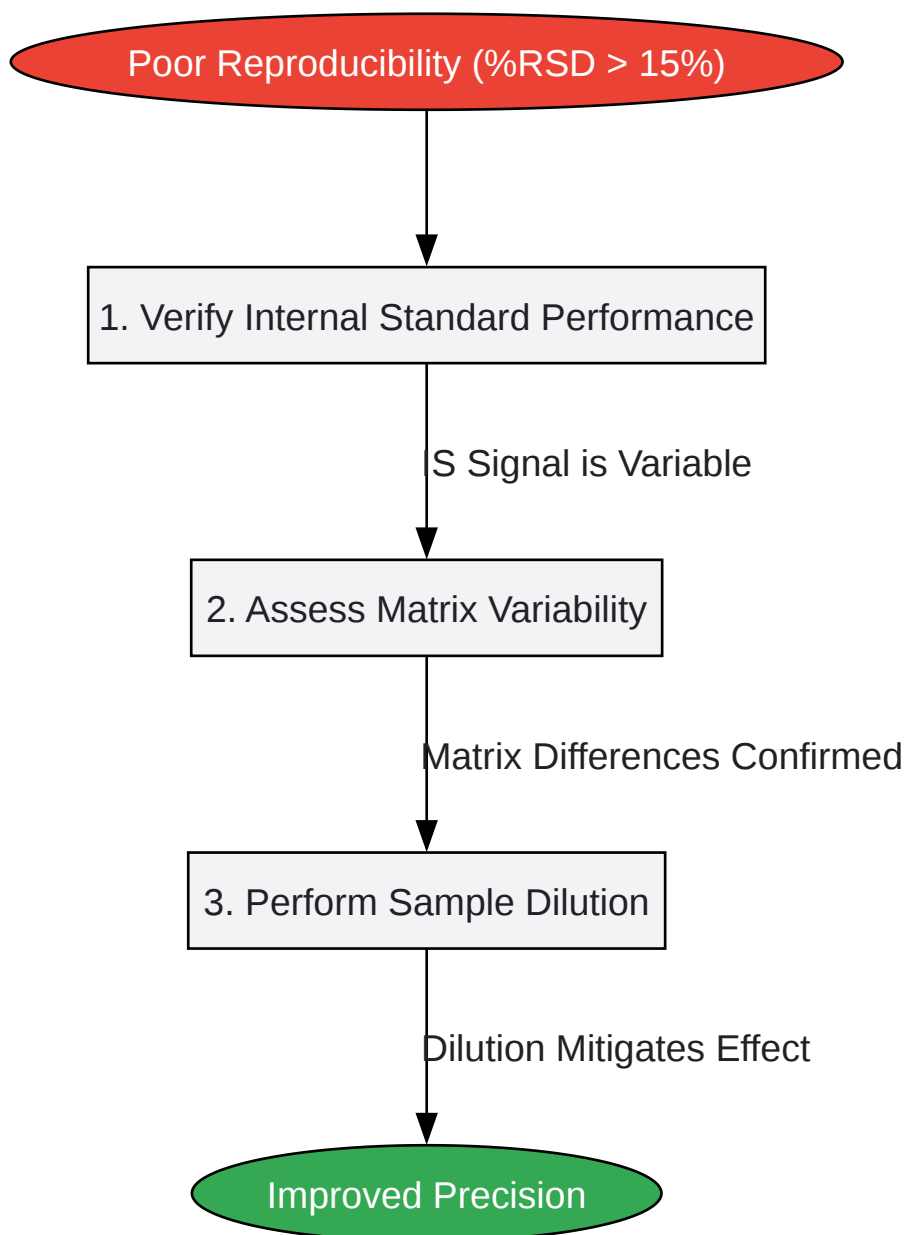 Poor Reproducibility (%RSD > 15%)
1. Verify Internal Standard Performance
IS Signal is Variable
2. Assess Matrix Variability
Matrix Differences Confirmed
3. Perform Sample Dilution
Dilution Mitigates Effect
Improved Precision